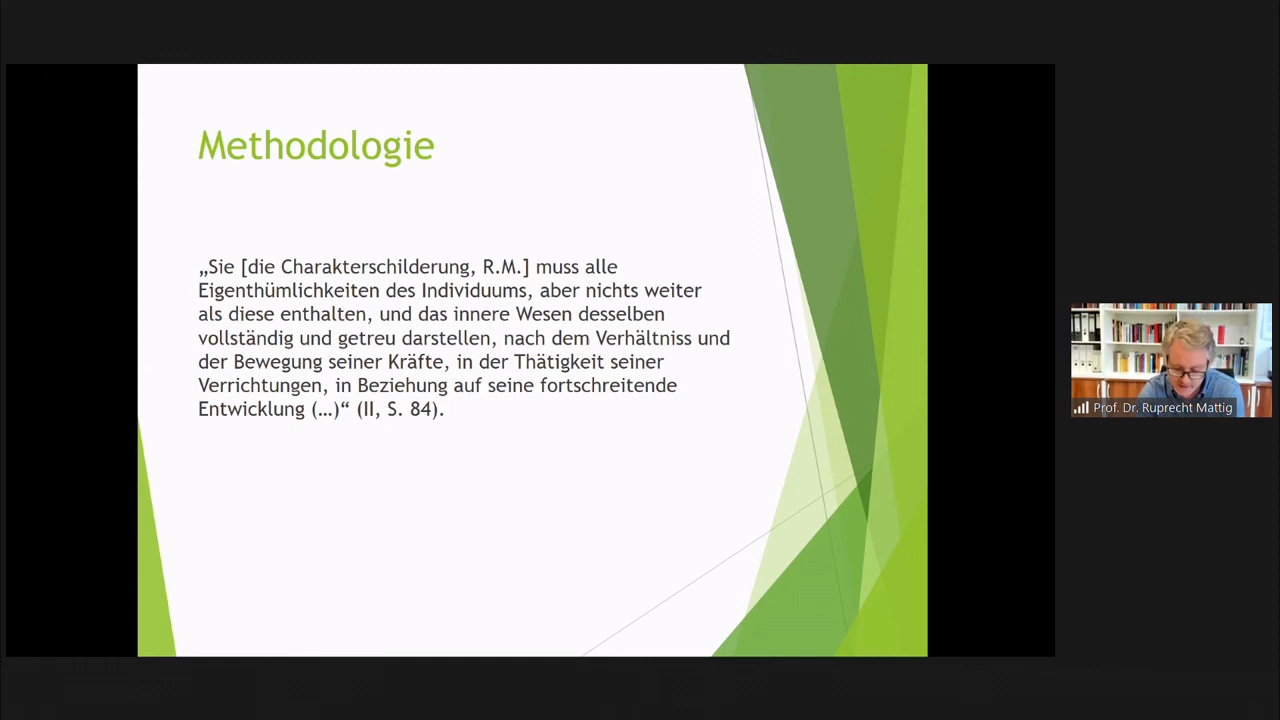 Methodologie
„Sie [die Charakterschilderung, R.M.] muss alle
Eigenthümlichkeiten des Individuums, aber nichts weiter
als diese enthalten, und das innere Wesen desselben
vollständig und getreu darstellen, nach dem Verhältniss und
der Bewegung seiner Kräfte, in der Thätigkeit seiner
Verrichtungen, in Beziehung auf seine fortschreitende
Entwicklung (…)“ (II, S. 84).
Prof. Dr. Ruprecht Mattig